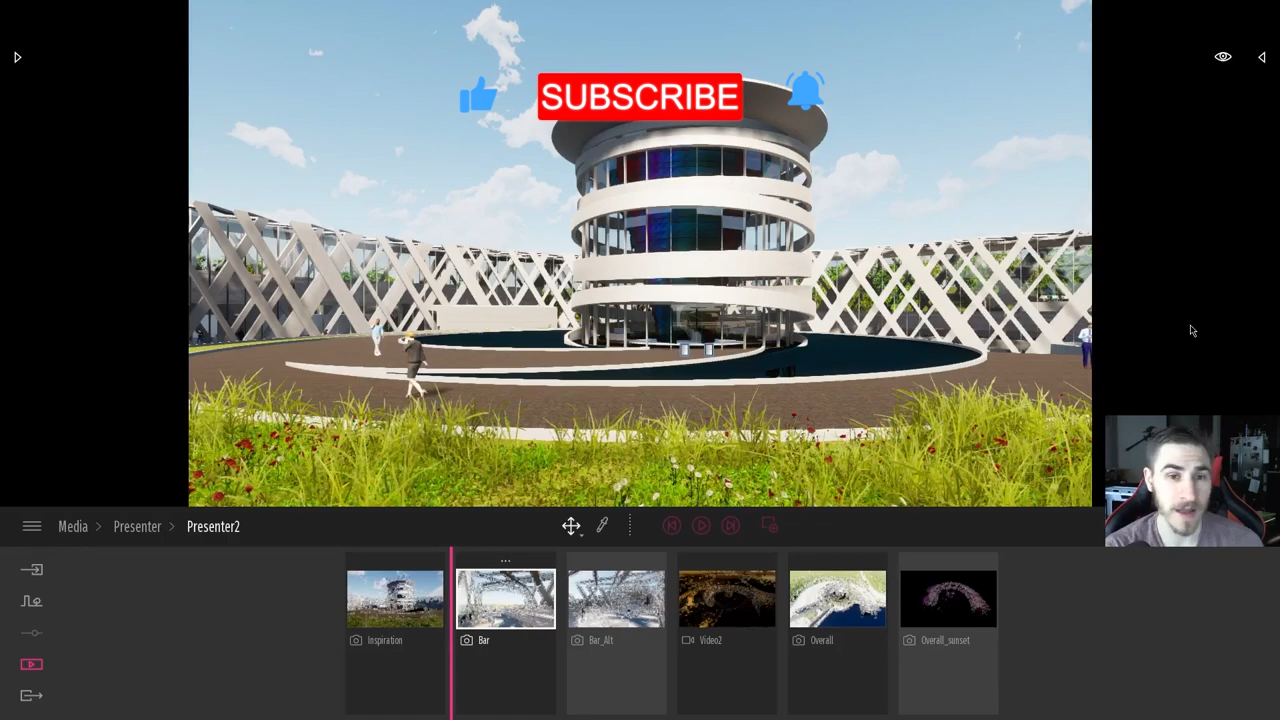 SUBSCRIBE
Media > Presenter > Presenter2
Inspiration
Bar
Bar_Alt
Video2
Overall
Overall_sunset